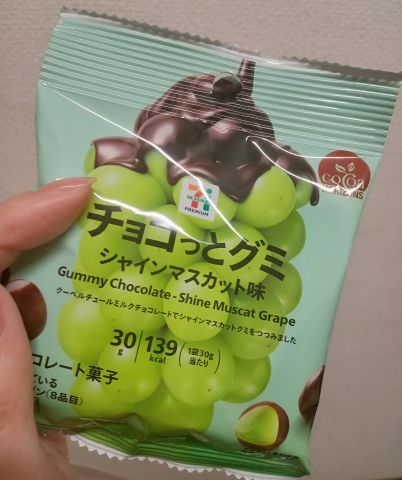 cocoa
HORIZONS
7
PREMIUM
チョコっとグミ
シャインマスカット味
Gummy Chocolate - Shine Muscat Grape
クーベルチュールミルクチョコレートでシャインマスカットグミをつつみました
30g 139kcal (1袋30g当たり)
コレート菓子
ている
ン(8品目)